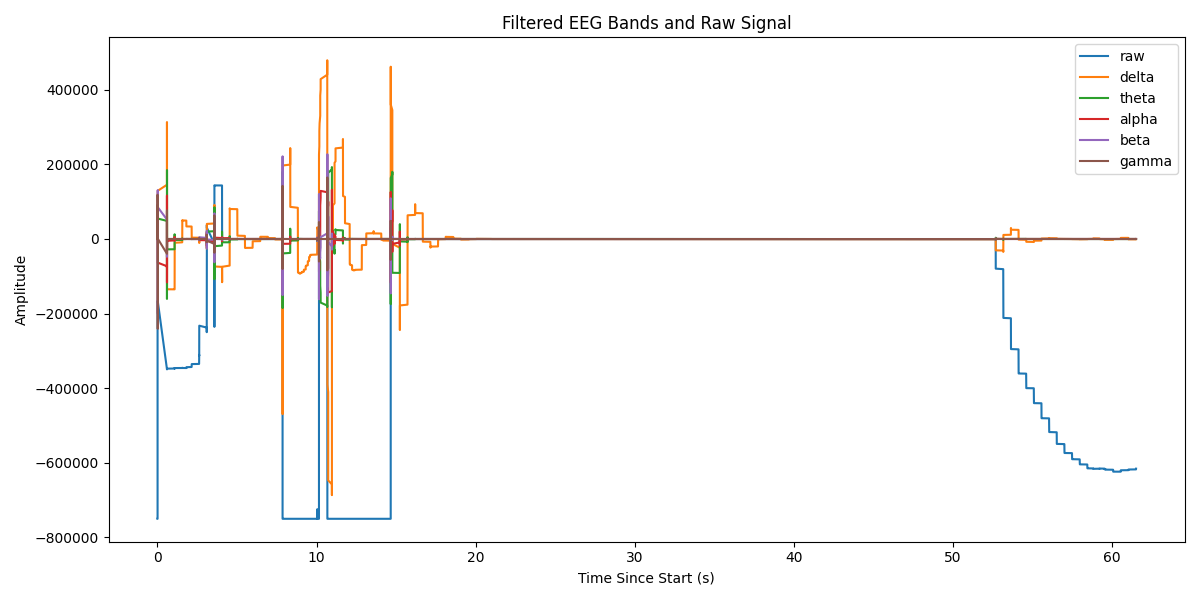 Filtered EEG Bands and Raw Signal
raw
delta
theta
alpha
beta
gamma
400000
200000
0
−200000
−400000
−600000
−800000
Amplitude
0 10 20 30 40 50 60
Time Since Start (s)